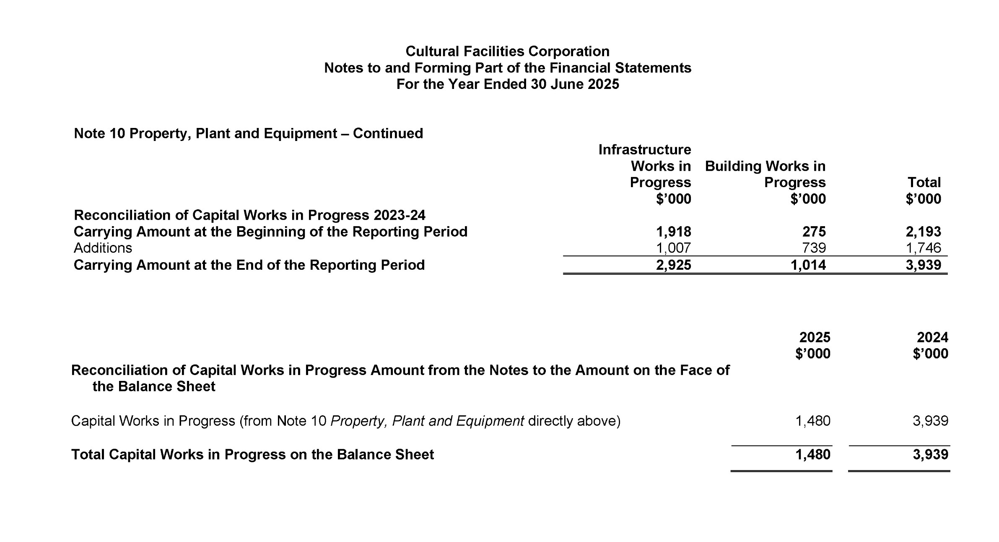 Cultural Facilities Corporation
Notes to and Forming Part of the Financial Statements
For the Year Ended 30 June 2025
Note 10 Property, Plant and Equipment – Continued
Infrastructure
Works in Building Works in
Progress Progress Total
$’000 $’000 $’000
Reconciliation of Capital Works in Progress 2023-24
Carrying Amount at the Beginning of the Reporting Period 1,918 275 2,193
Additions 1,007 739 1,746
Carrying Amount at the End of the Reporting Period 2,925 1,014 3,939
2025 2024
$’000 $’000
Reconciliation of Capital Works in Progress Amount from the Notes to the Amount on the Face of
the Balance Sheet
Capital Works in Progress (from Note 10 Property, Plant and Equipment directly above) 1,480 3,939
Total Capital Works in Progress on the Balance Sheet 1,480 3,939